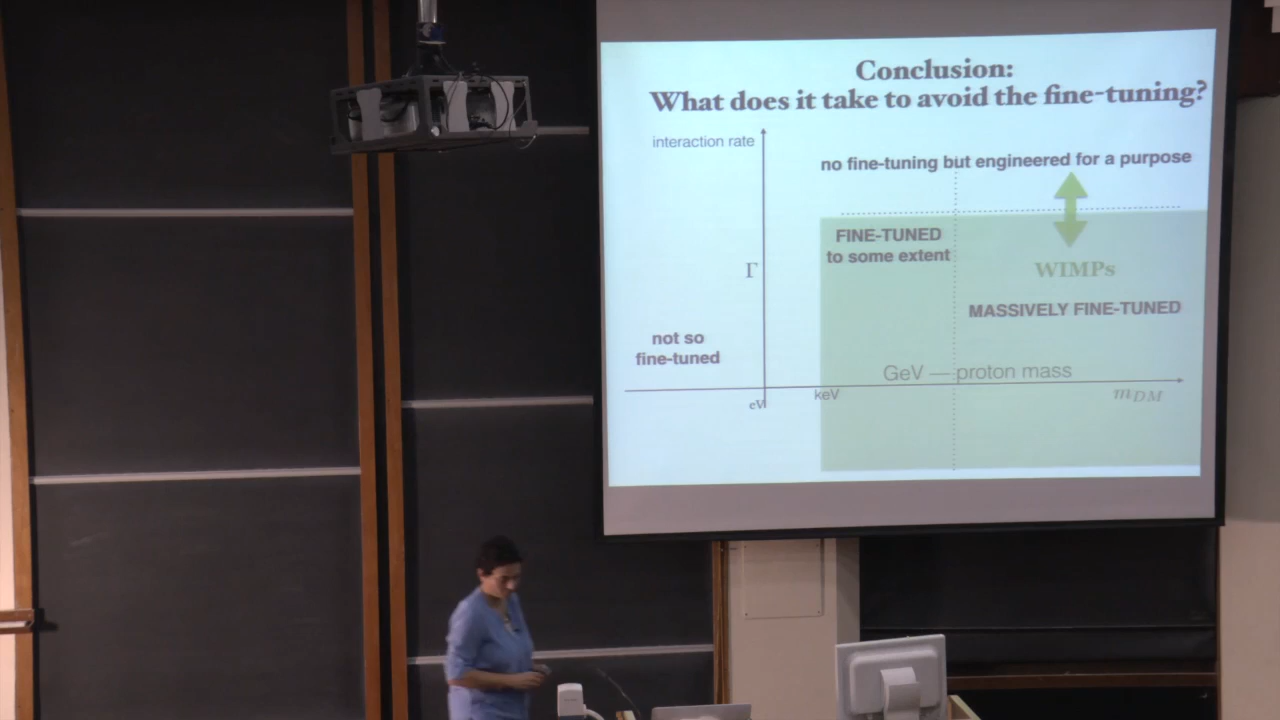 Conclusion:
What does it take to avoid the fine-tuning?
interaction rate
no fine-tuning but engineered for a purpose
FINE-TUNED
to some extent
Γ
WIMPs
MASSIVELY FINE-TUNED
not so
fine-tuned
GeV — proton mass
eV
keV
m_DM